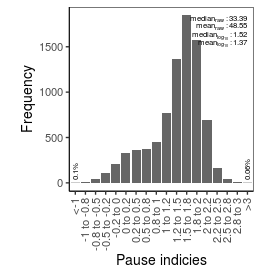 median_raw : 33.39
mean_raw : 48.55
median_log10 : 1.52
mean_log10 : 1.37
Frequency
1500
1000
500
0
0.1%
0.06%
<-1
-1 to -0.8
-0.8 to -0.5
-0.5 to -0.2
-0.2 to 0
0 to 0.2
0.2 to 0.5
0.5 to 0.8
0.8 to 1
1 to 1.2
1.2 to 1.5
1.5 to 1.8
1.8 to 2
2 to 2.2
2.2 to 2.5
2.5 to 2.8
2.8 to 3
>3
Pause indicies